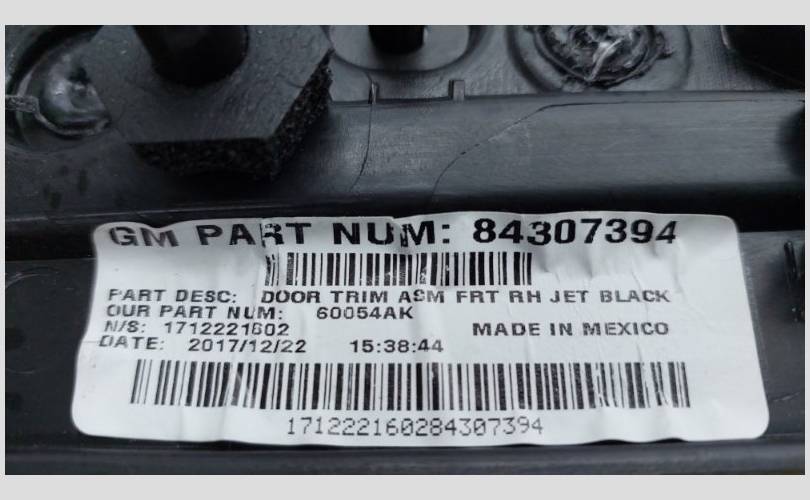 GM PART NUM: 84307394
PART DESC: DOOR TRIM ASM FRT RH JET BLACK
OUR PART NUM: 60054AK
N/S: 1712221602 MADE IN MEXICO
DATE: 2017/12/22 15:38:44
171222160284307394